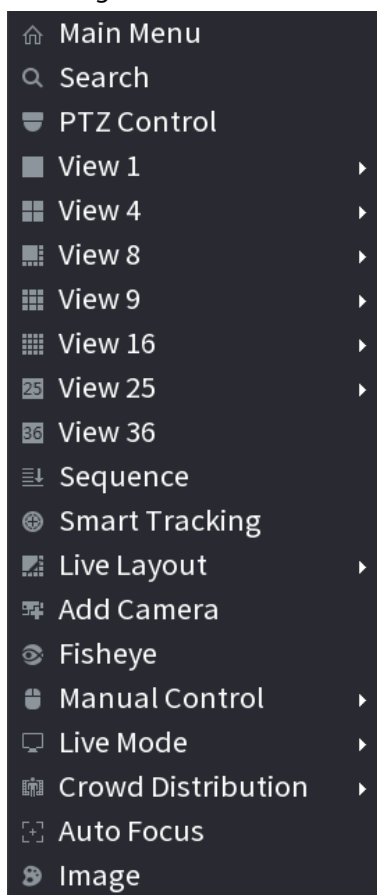 Main Menu
Search
PTZ Control
View 1
View 4
View 8
View 9
View 16
25 View 25
36 View 36
Sequence
Smart Tracking
Live Layout
Add Camera
Fisheye
Manual Control
Live Mode
Crowd Distribution
Auto Focus
Image